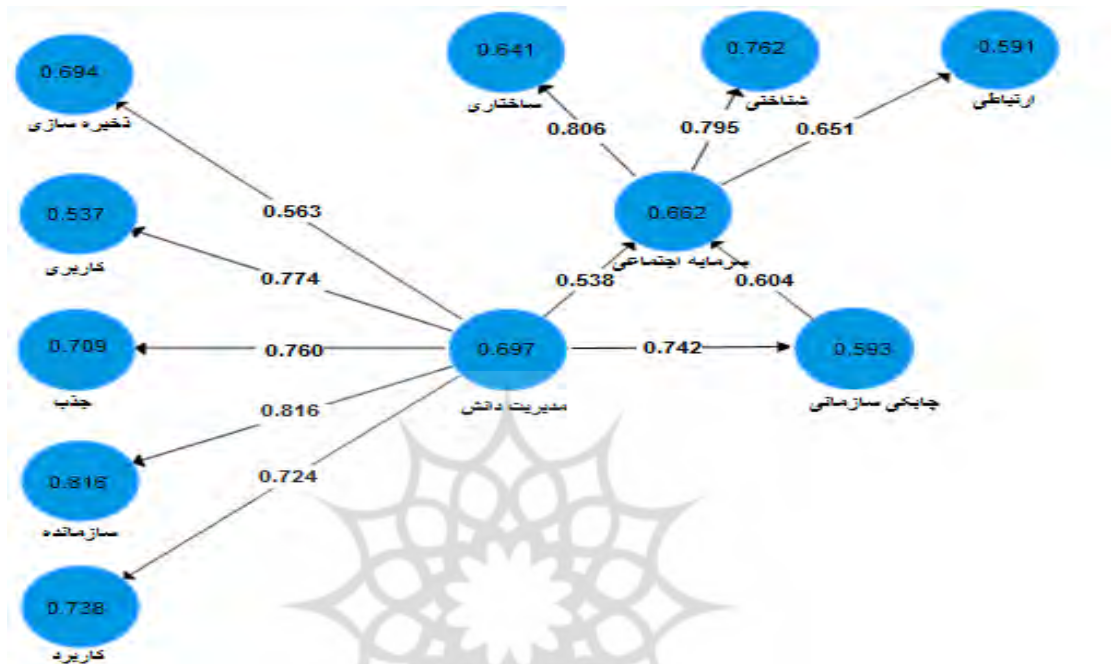 0.641
0.762
0.591
0.694
ساختاری
شناختی
ارتباطی
ذخیره سازی
0.806
0.795
0.651
0.662
0.563
0.537
سرمایه اجتماعی
کاربری
0.774
0.538
0.604
0.709
0.760
0.697
0.742
0.593
جذب
مدیریت دانش
چابکی سازمانی
0.816
0.816
0.724
سازمانده
0.738
کاربرد